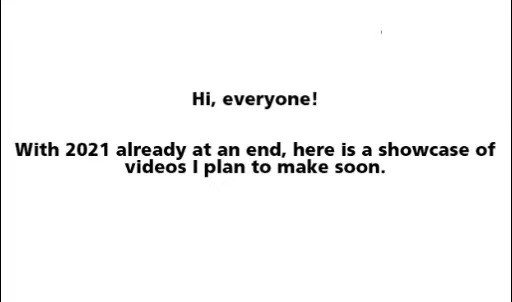 Hi, everyone!
With 2021 already at an end, here is a showcase of
videos I plan to make soon.